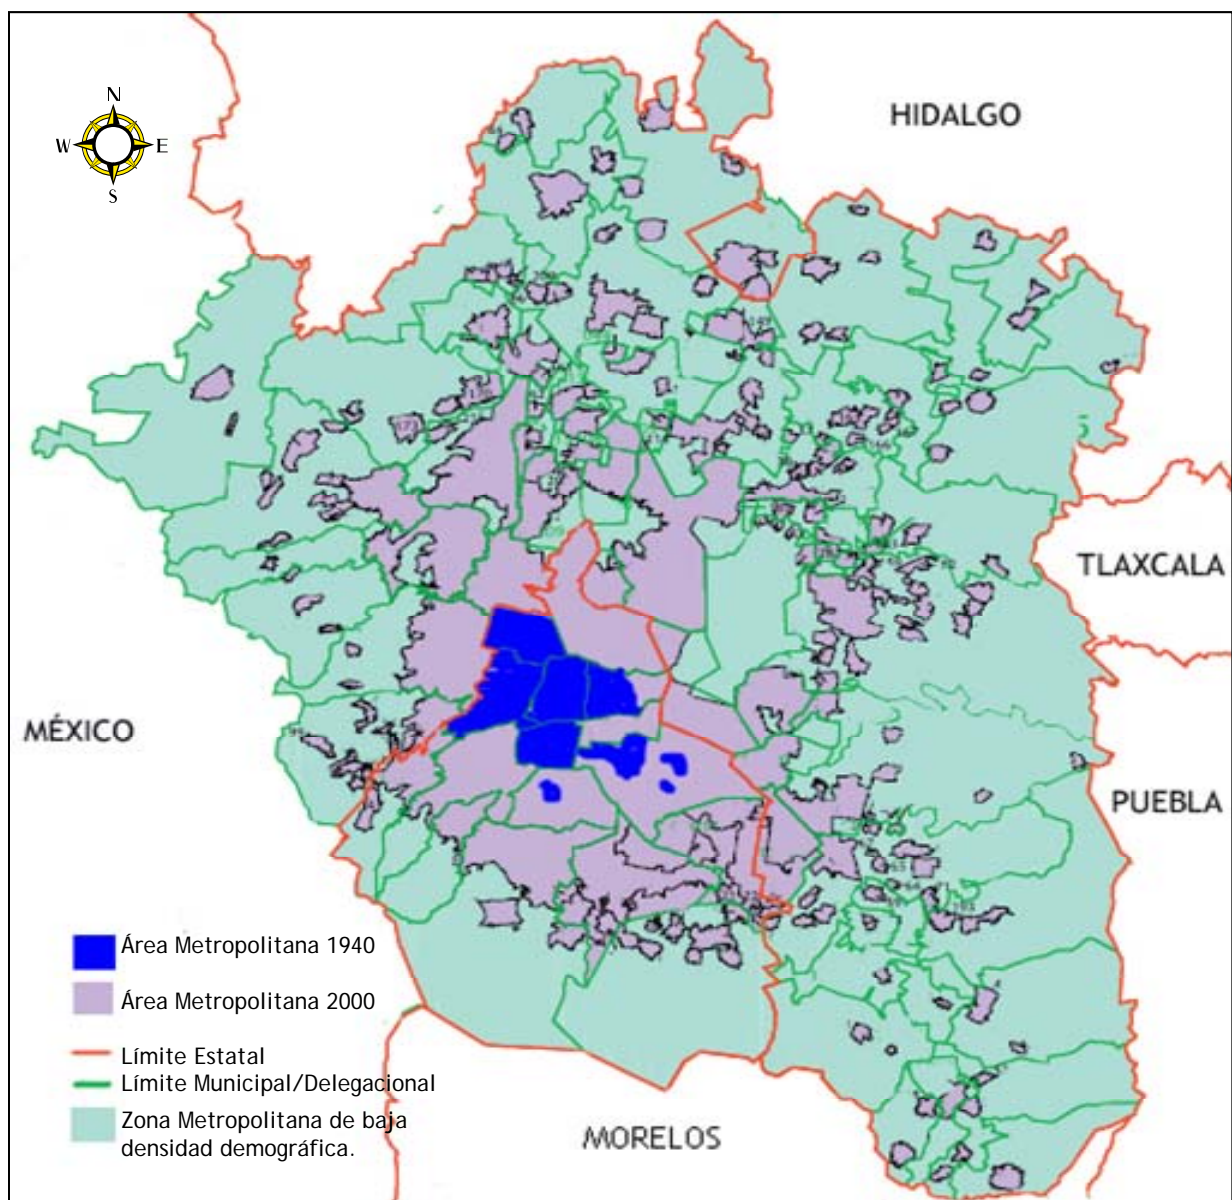 HIDALGO
N
W E
S
TLAXCALA
MÉXICO
PUEBLA
Área Metropolitana 1940
Área Metropolitana 2000
Límite Estatal
Límite Municipal/Delegacional
Zona Metropolitana de baja
densidad demográfica.
MORELOS